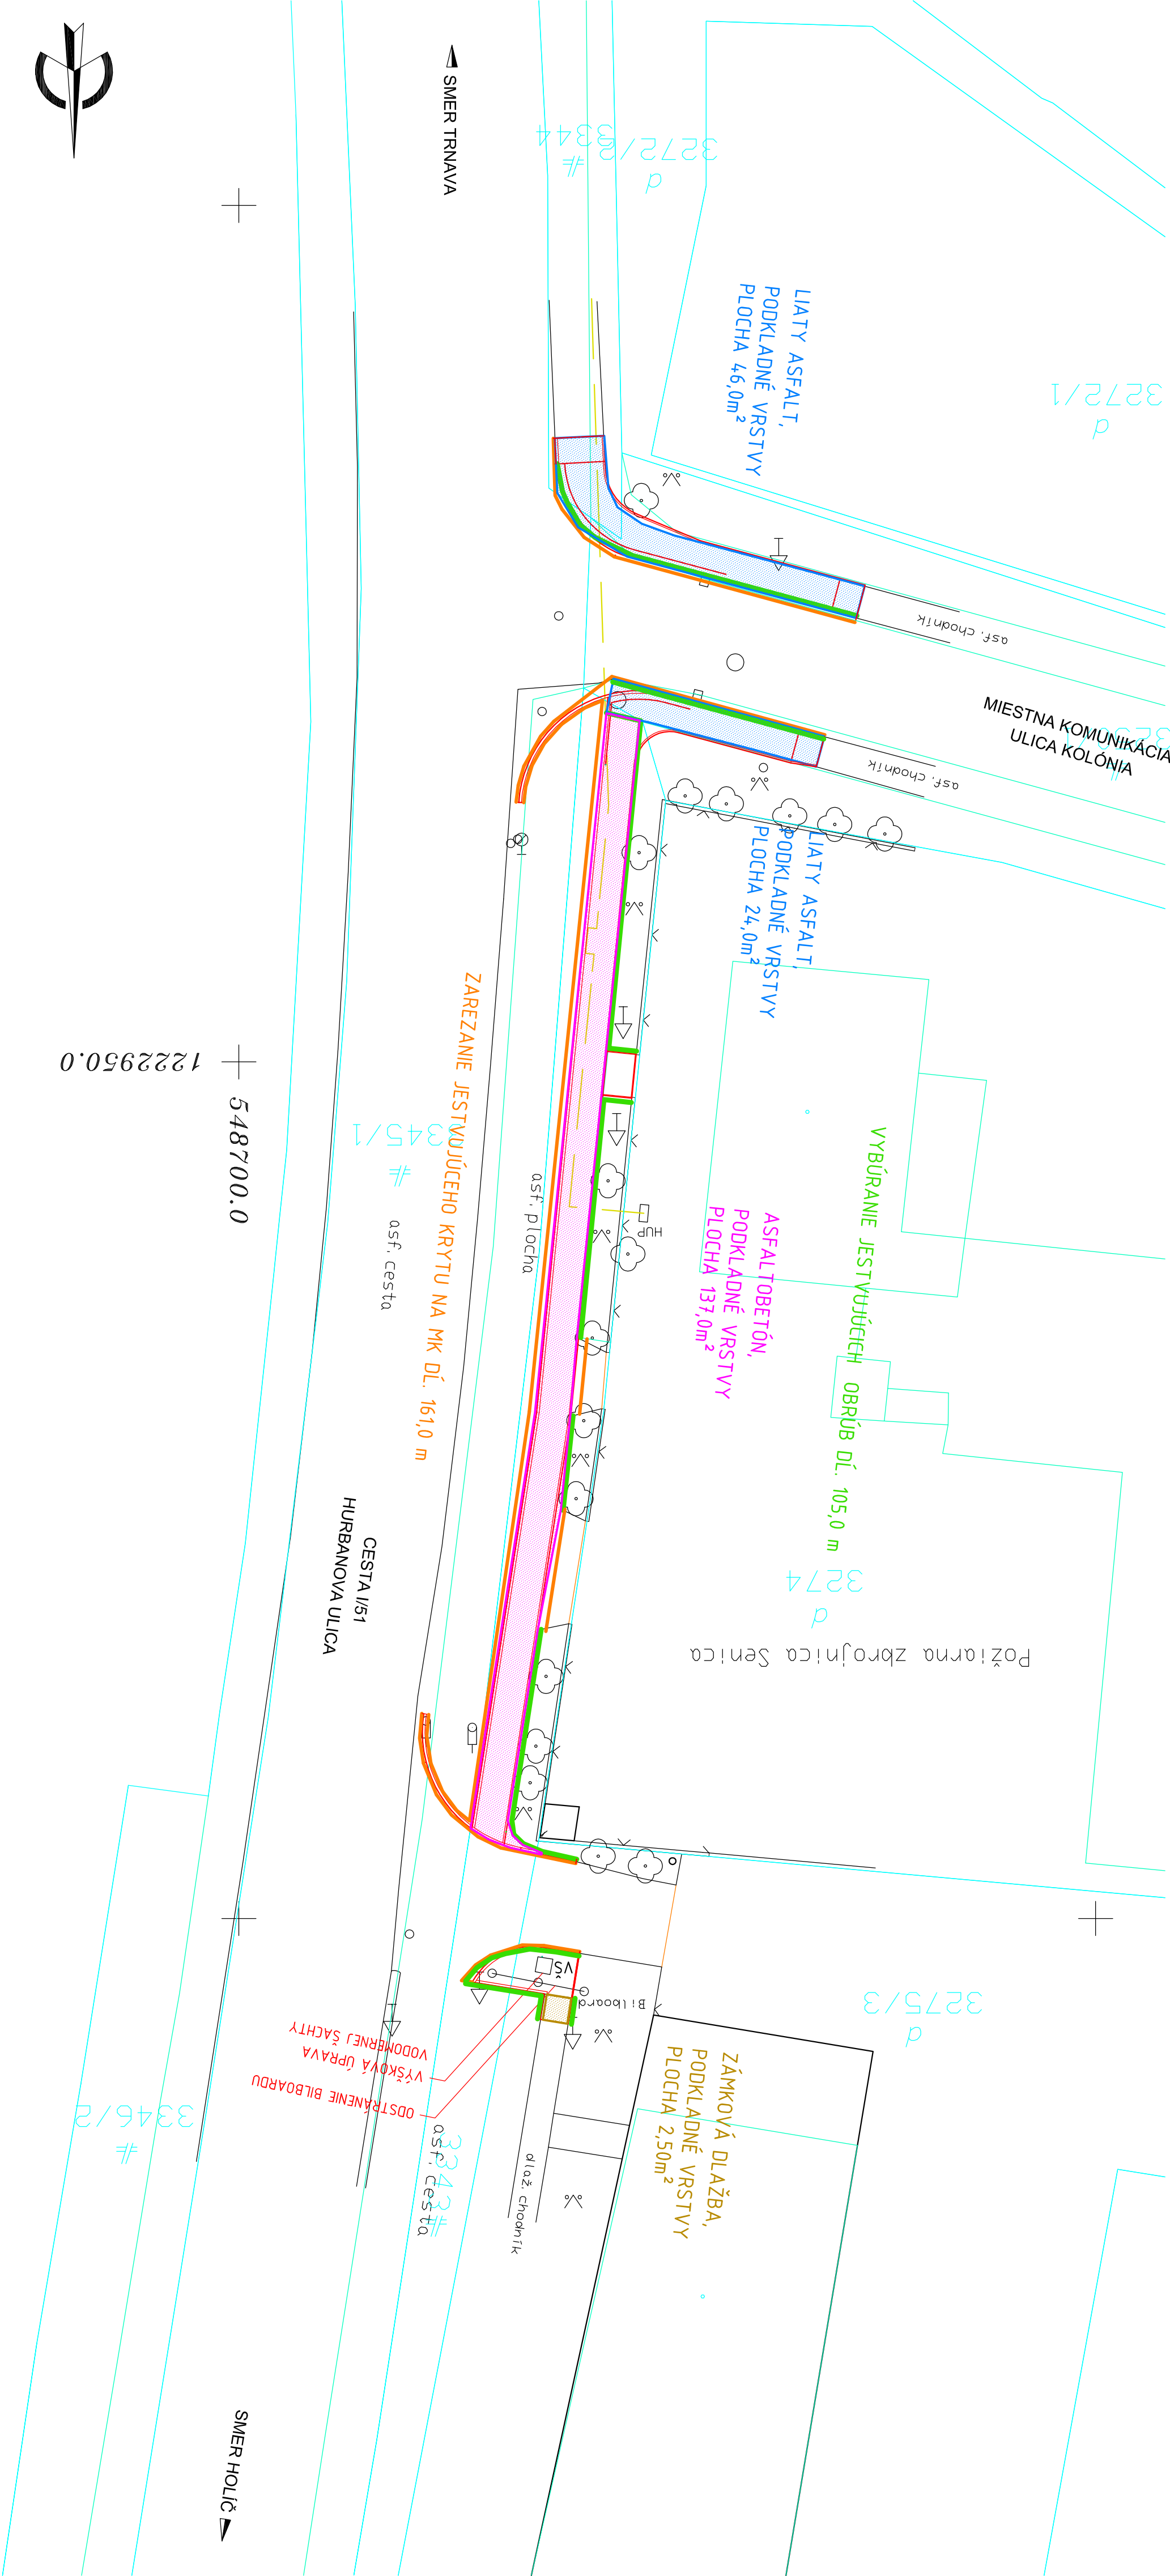 SMER TRNAVA
3344
#
3272/2
p
LIATY ASFALT,
PODKLADNÉ VRSTVY
PLOCHA 46,0m²
3272/1
p
asf. chodník
MIESTNA KOMUNIKÁCIA
ULICA KOLÓNIA
#
asf. chodník
LIATY ASFALT,
PODKLADNÉ VRSTVY
PLOCHA 24,0m²
ZAREZANIE JESTVUJÚCEHO KRYTU NA MK DĹ. 161,0 m
1222950.0
548700.0
3345/1
#
asf. cesta
asf. plocha
HUP
VYBÚRANIE JESTVUJÚCICH OBRÚB DĹ. 105,0 m
ASFALTOBETÓN,
PODKLADNÉ VRSTVY
PLOCHA 137,0m²
CESTA I/51
HURBANOVA ULICA
3274
p
Požiarna zbrojnica Senica
VŠ
Bilboard
3275/3
p
VÝŠKOVÁ ÚPRAVA
VODOMERNEJ ŠACHTY
ODSTRÁNENIE BILBOARDU
ZÁMKOVÁ DLAŽBA,
PODKLADNÉ VRSTVY
PLOCHA 2,50m²
3346/2
#
asf. cesta
3343
#
dlaž. chodník
SMER HOLÍČ